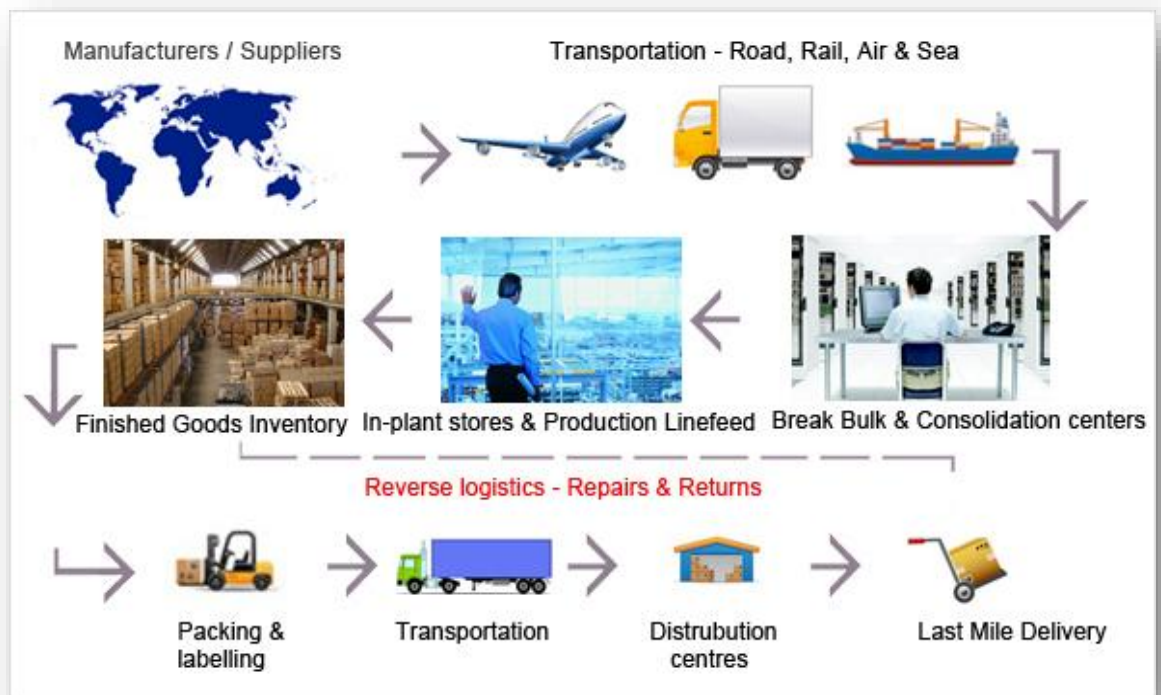 Manufacturers / Suppliers
Transportation - Road, Rail, Air & Sea
Finished Goods Inventory
In-plant stores & Production Linefeed
Break Bulk & Consolidation centers
Reverse logistics - Repairs & Returns
Packing &
labelling
Transportation
Distrubution
centres
Last Mile Delivery